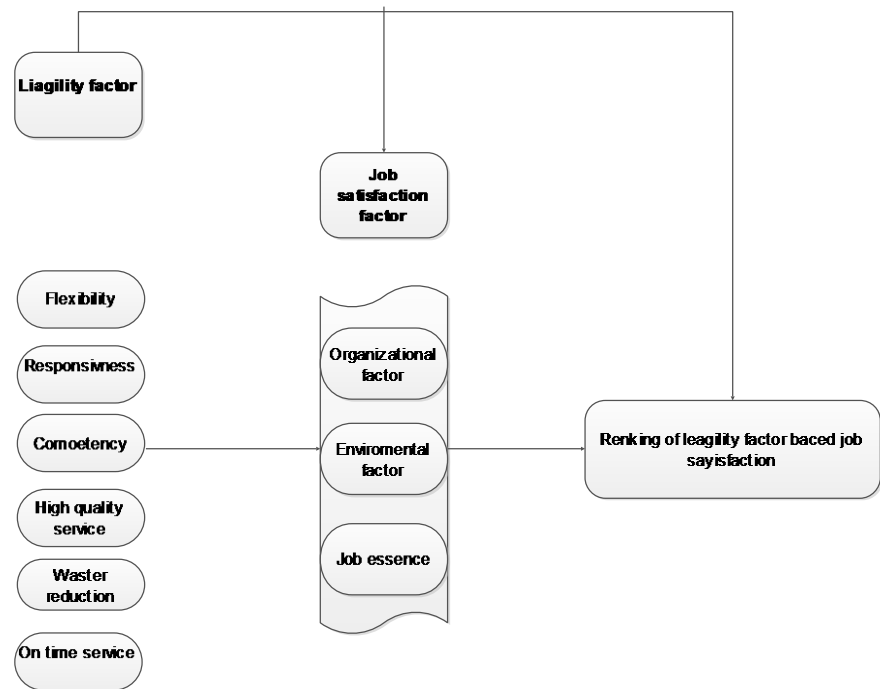 Liagility factor
Job
satisfaction
factor
Flexibility
Responsivness
Comoetency
High quality
service
Waster
reduction
On time service
Organizational
factor
Enviromental
factor
Job essence
Renking of leagility factor baced job
sayisfaction